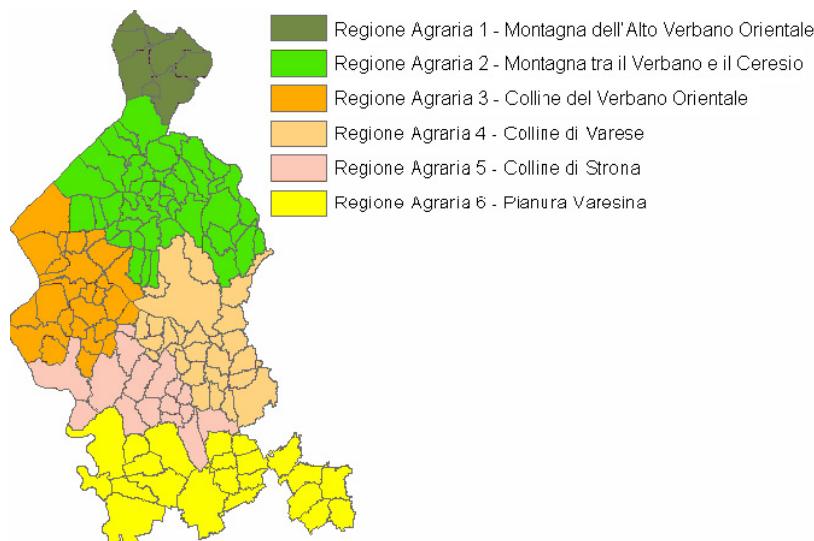 Regione Agraria 1 - Montagna dell'Alto Verbano Orientale
Regione Agraria 2 - Montagna tra il Verbano e il Ceresio
Regione Agraria 3 - Colline del Verbano Orientale
Regione Agraria 4 - Colline di Varese
Regione Agraria 5 - Colline di Strona
Regione Agraria 6 - Pianura Varesina